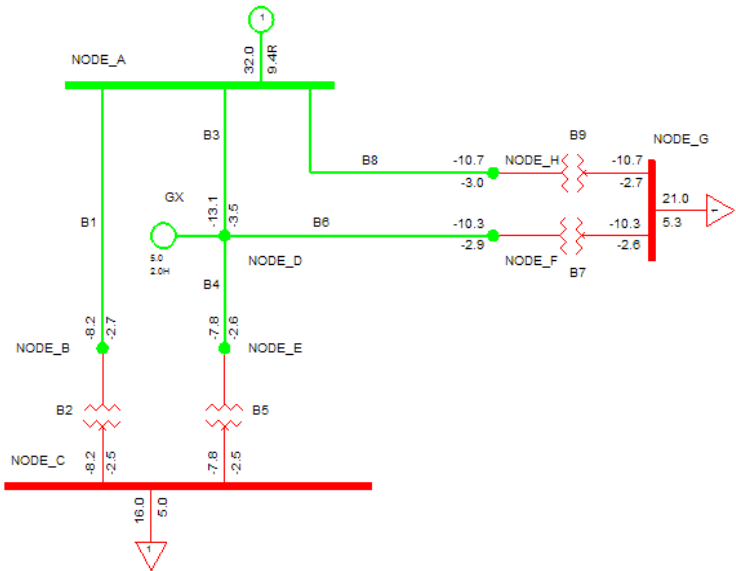 1
32.0
9.4R
NODE_A
B3
B9
NODE_G
B8
-10.7
NODE_H
-10.7
-3.0
-2.7
GX
-13.1
-3.5
21.0
1
5.3
B1
B6
-10.3
-10.3
-2.9
-2.6
5.0
2.0H
B4
NODE_D
NODE_F
B7
-8.2
-2.7
-7.8
-2.6
NODE_B
NODE_E
B2
B5
NODE_C
-8.2
-2.5
-7.8
-2.5
16.0
5.0
1